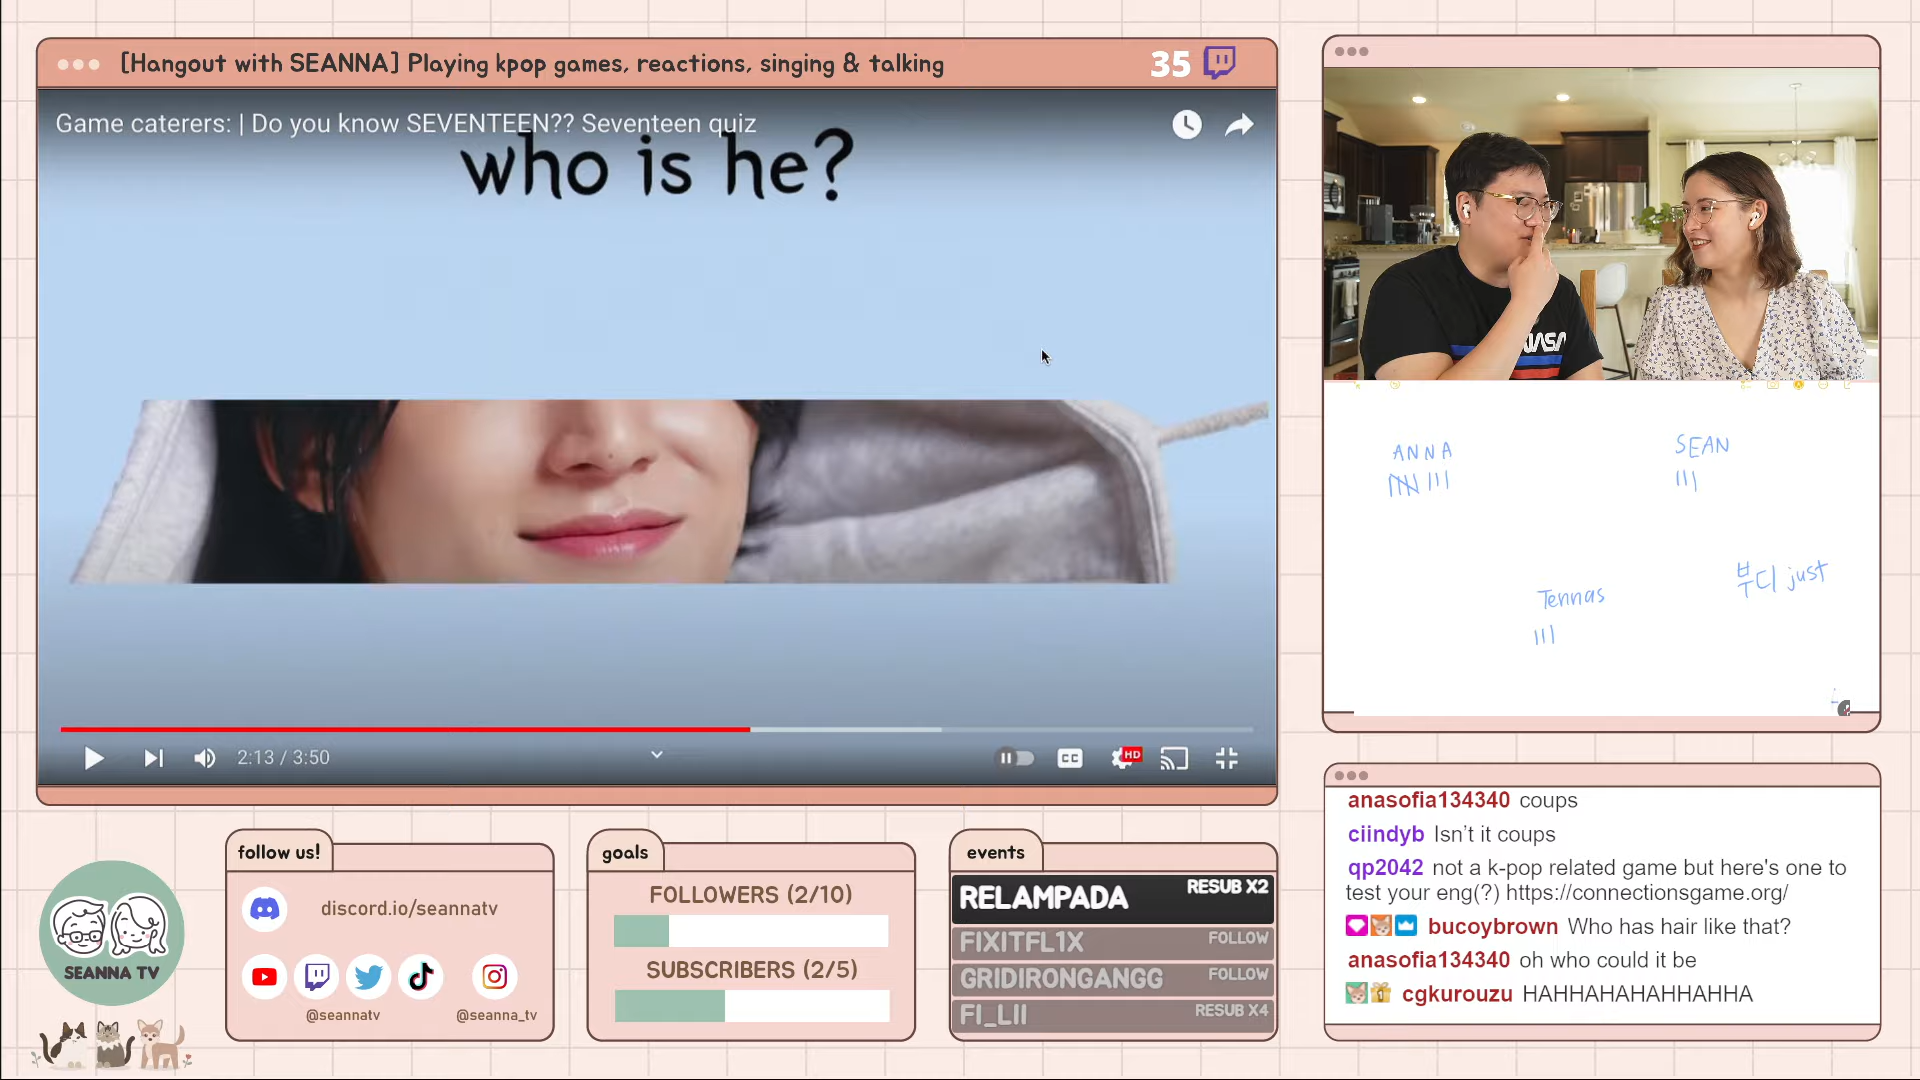 [Hangout with SEANNA] Playing kpop games, reactions, singing & talking
35
Game caterers: | Do you know SEVENTEEN?? Seventeen quiz
who is he?
2:13 / 3:50
CC
HD
NASA
ANNA
SEAN
Tennas
부디 just
follow us!
discord.io/seannatv
@seannatv
@seanna_tv
SEANNA TV
goals
FOLLOWERS (2/10)
SUBSCRIBERS (2/5)
events
RELAMPADA RESUB X2
FIXITFL1X FOLLOW
GRIDIRONGANGG FOLLOW
FI_LII RESUB X4
anasofia134340 coups
ciindyb Isn't it coups
qp2042 not a k-pop related game but here's one to
test your eng(?) https://connectionsgame.org/
bucoybrown Who has hair like that?
anasofia134340 oh who could it be
cgkurouzu HAHHAHAHAHHAHHA